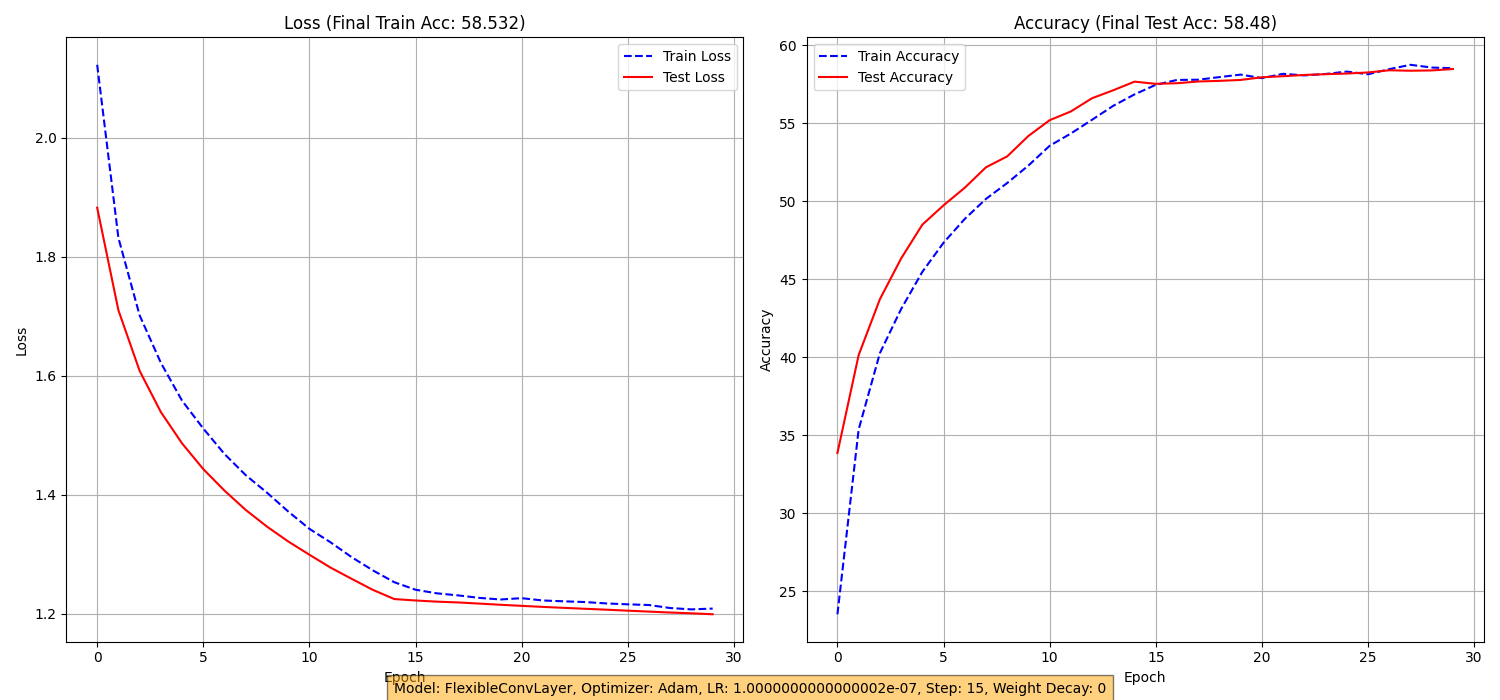 Loss (Final Train Acc: 58.532)
Train Loss
Test Loss
2.0
1.8
1.6
1.4
1.2
Loss
0 5 10 15 20 25 30
Epoch
Accuracy (Final Test Acc: 58.48)
Train Accuracy
Test Accuracy
60
55
50
45
40
35
30
25
Accuracy
0 5 10 15 20 25 30
Epoch
Model: FlexibleConvLayer, Optimizer: Adam, LR: 1.0000000000000002e-07, Step: 15, Weight Decay: 0